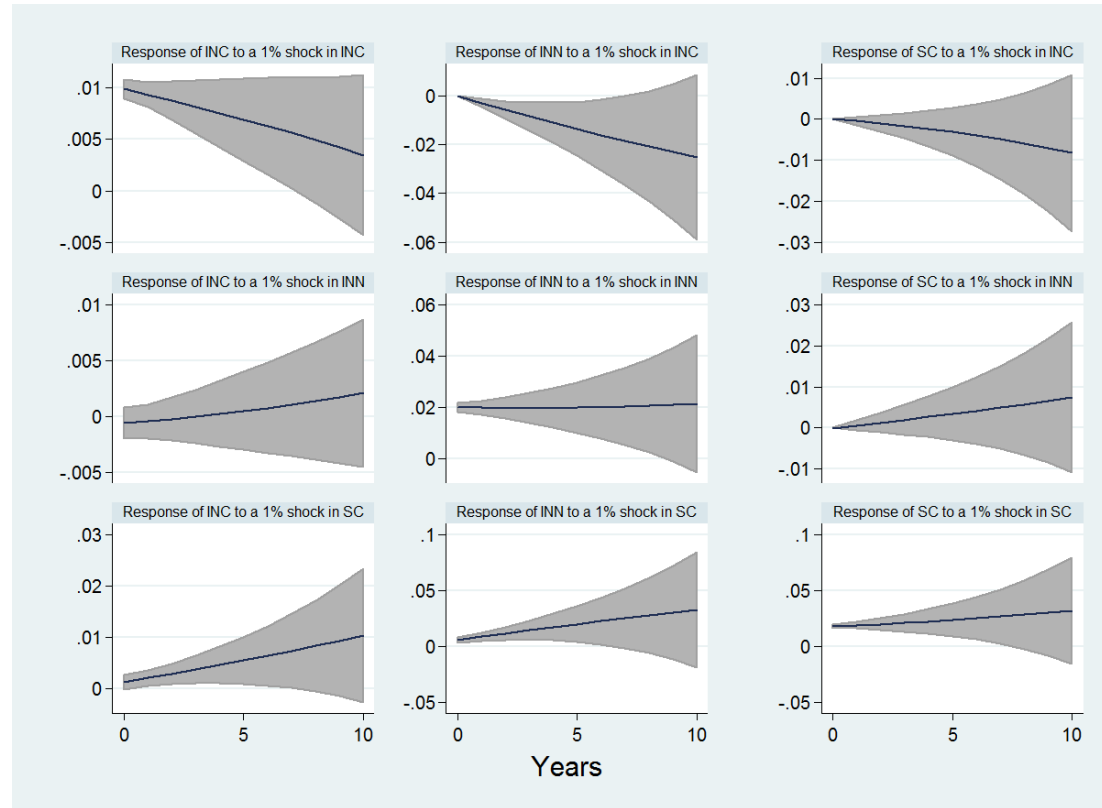 Response of INC to a 1% shock in INC
Response of INN to a 1% shock in INC
Response of SC to a 1% shock in INC
.01
.005
0
-.005
0
-.02
-.04
-.06
.01
0
-.01
-.02
-.03
Response of INC to a 1% shock in INN
Response of INN to a 1% shock in INN
Response of SC to a 1% shock in INN
.01
.005
0
-.005
.06
.04
.02
0
.03
.02
.01
0
-.01
Response of INC to a 1% shock in SC
Response of INN to a 1% shock in SC
Response of SC to a 1% shock in SC
.03
.02
.01
0
.1
.05
0
-.05
.1
.05
0
-.05
0 5 10
0 5 10
0 5 10
Years